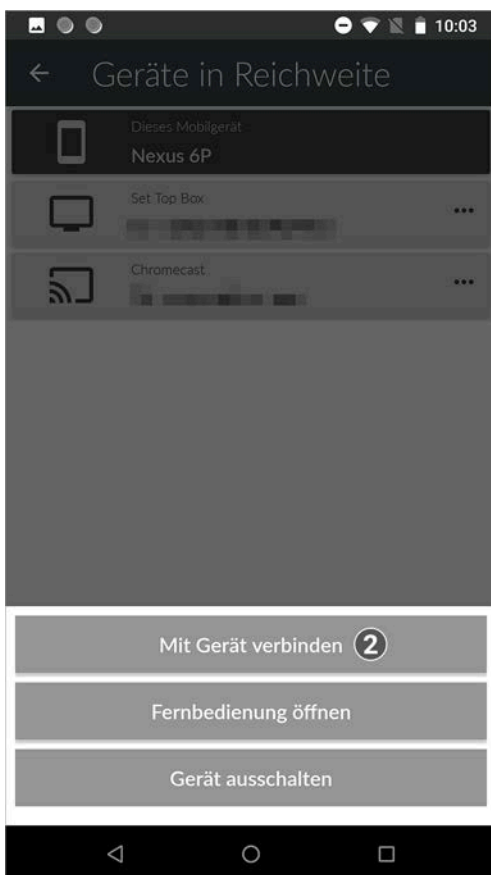 10:03
Geräte in Reichweite
Dieses Mobilgerät
Nexus 6P
Set Top Box
Chromecast
Mit Gerät verbinden 2
Fernbedienung öffnen
Gerät ausschalten